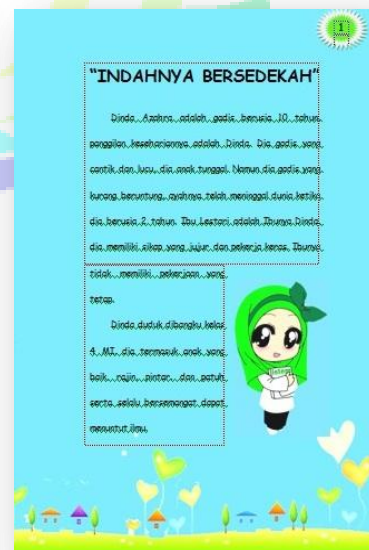 1
“INDAHNYA BERSEDEKAH”
Dinda Azahra adalah gadis berusia 10 tahun,
panggilan kesehariannya adalah Dinda. Dia gadis yang
cantik dan lucu, dia anak tunggal. Namun dia gadis yang
kurang beruntung, ayahnya telah meninggal dunia ketika
dia berusia 2 tahun. Ibu Lestari adalah Ibunya Dinda,
dia memiliki sikap yang jujur dan pekerja keras. Ibunya
tidak memiliki pekerjaan yang
tetap.
Dinda duduk dibangku kelas
4 MI, dia termasuk anak yang
baik, rajin, pintar, dan patuh
serta selalu bersemangat dapat
menuntut ilmu.